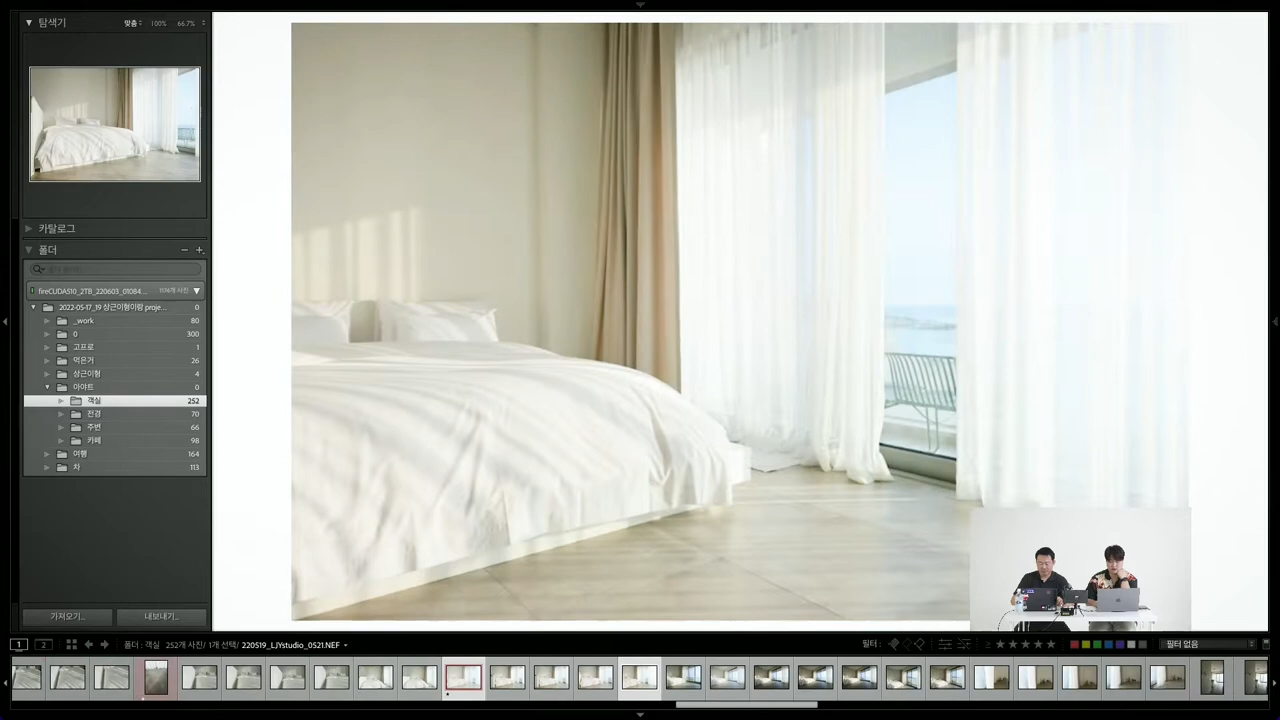 탐색기 맞춤 100% 66.7%
카탈로그
폴더
fireCUDA510_2TB_220603_01084... 1174개 사진
2022-05-17_19 상근이형이랑 proje... 0
_work 80
0 300
고프로 1
먹은거 26
상근이형 4
아야트 0
객실 252
전경 70
주변 66
카페 98
여행 164
차 113
가져오기... 내보내기...
1 2 폴더 : 객실 252개 사진/ 1개 선택/ 220519_LJYstudio_0521.NEF 필터 : 필터 없음